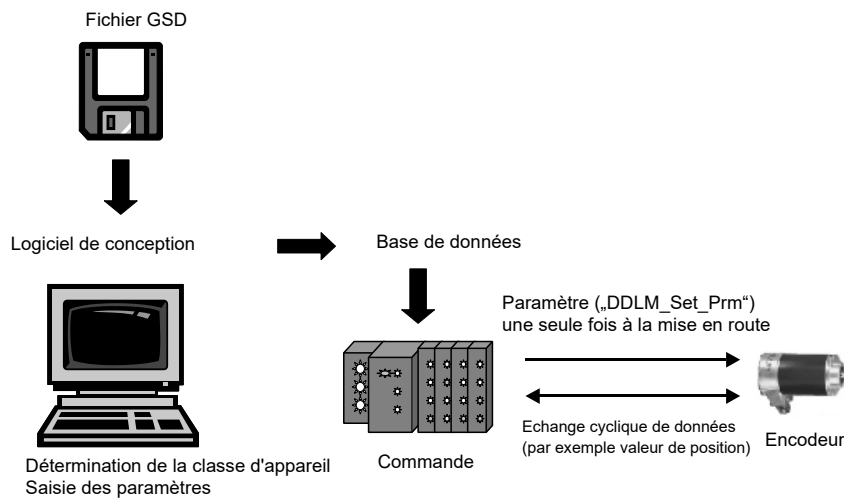 Fichier GSD
Logiciel de conception
Base de données
Paramètre („DDLM_Set_Prm“)
une seule fois à la mise en route
Echange cyclique de données
(par exemple valeur de position)
Encodeur
Commande
Détermination de la classe d'appareil
Saisie des paramètres